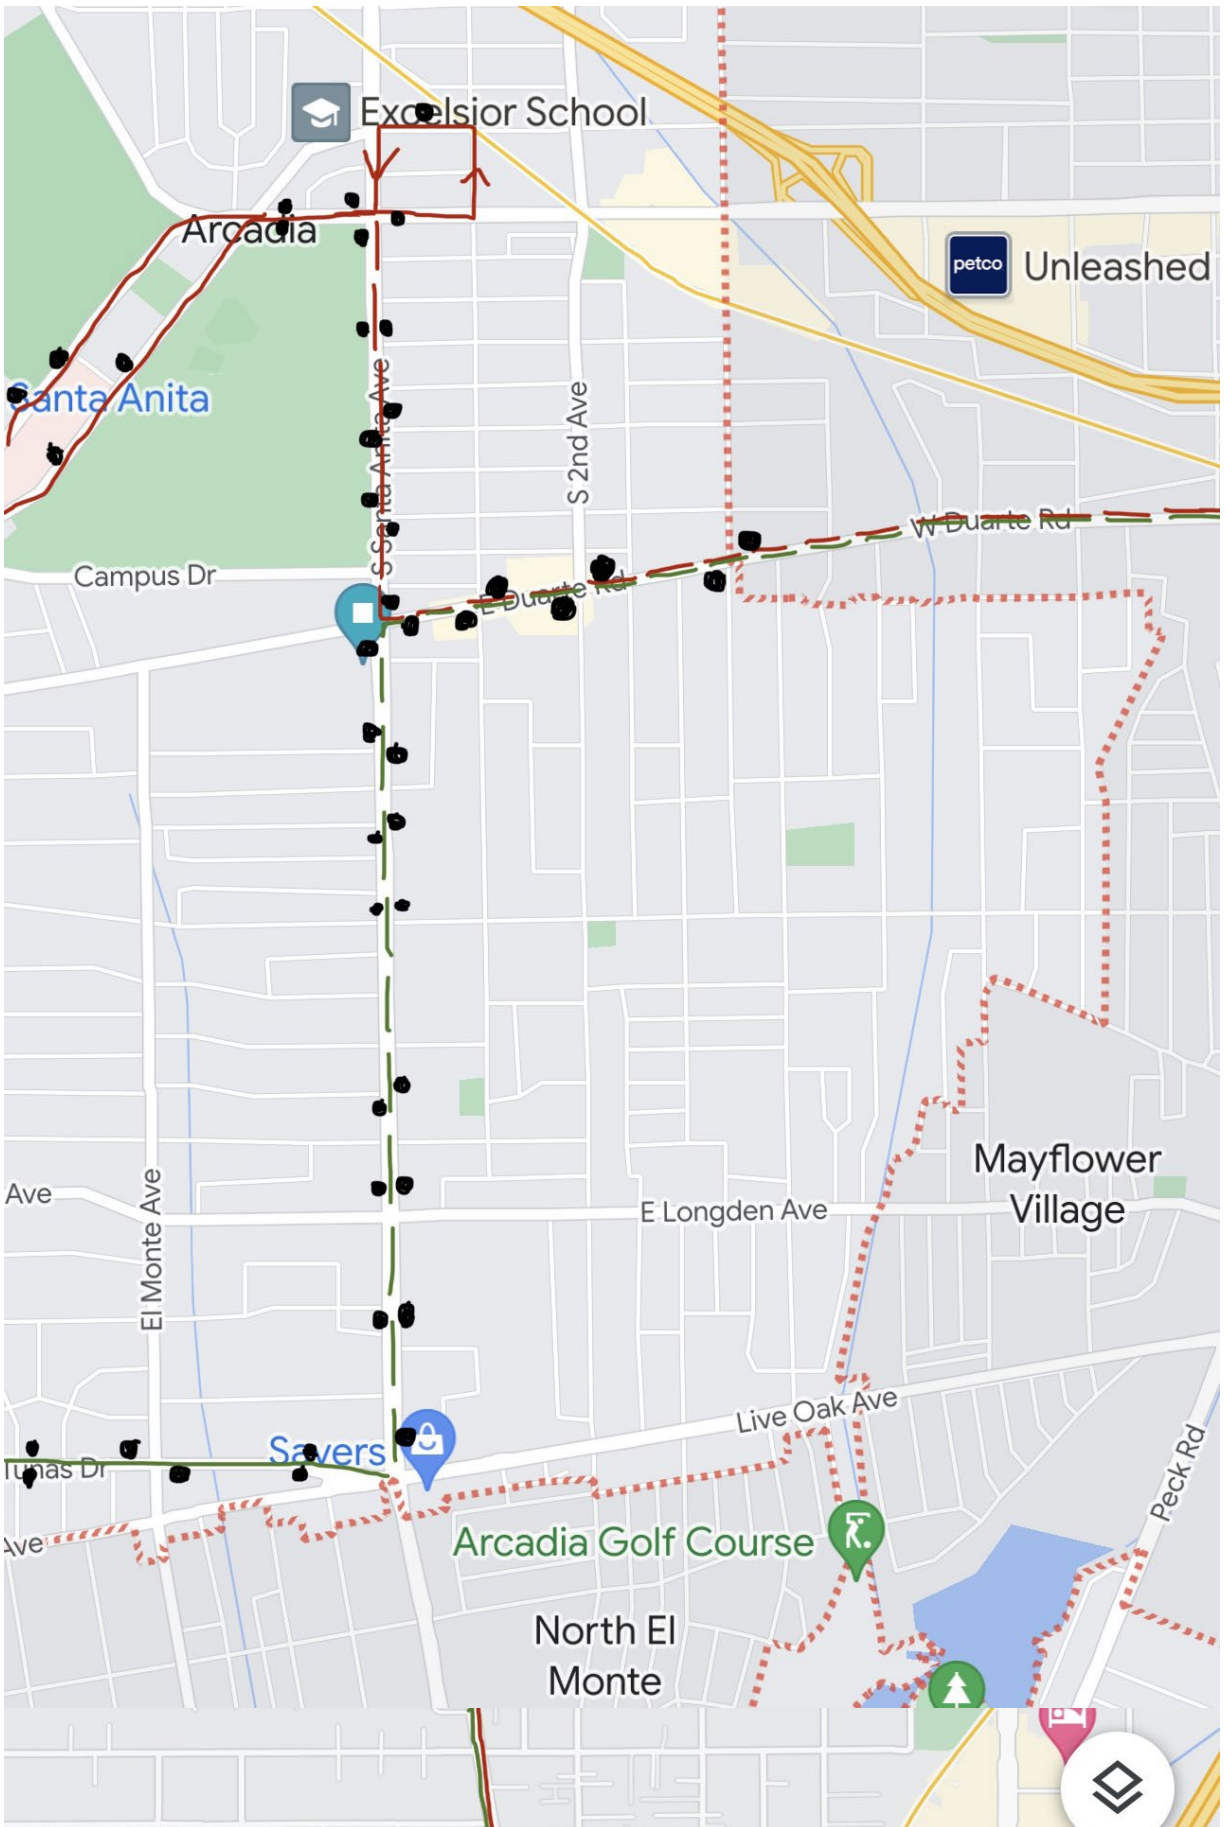 Excelsior School
Arcadia
petco
Unleashed
Santa Anita
S Santa Anita Ave
S 2nd Ave
W Duarte Rd
Campus Dr
E Duarte Rd
Mayflower
Village
Ave
E Longden Ave
El Monte Ave
Live Oak Ave
Savers
Tunas Dr
Peck Rd
Ave
Arcadia Golf Course
North El
Monte